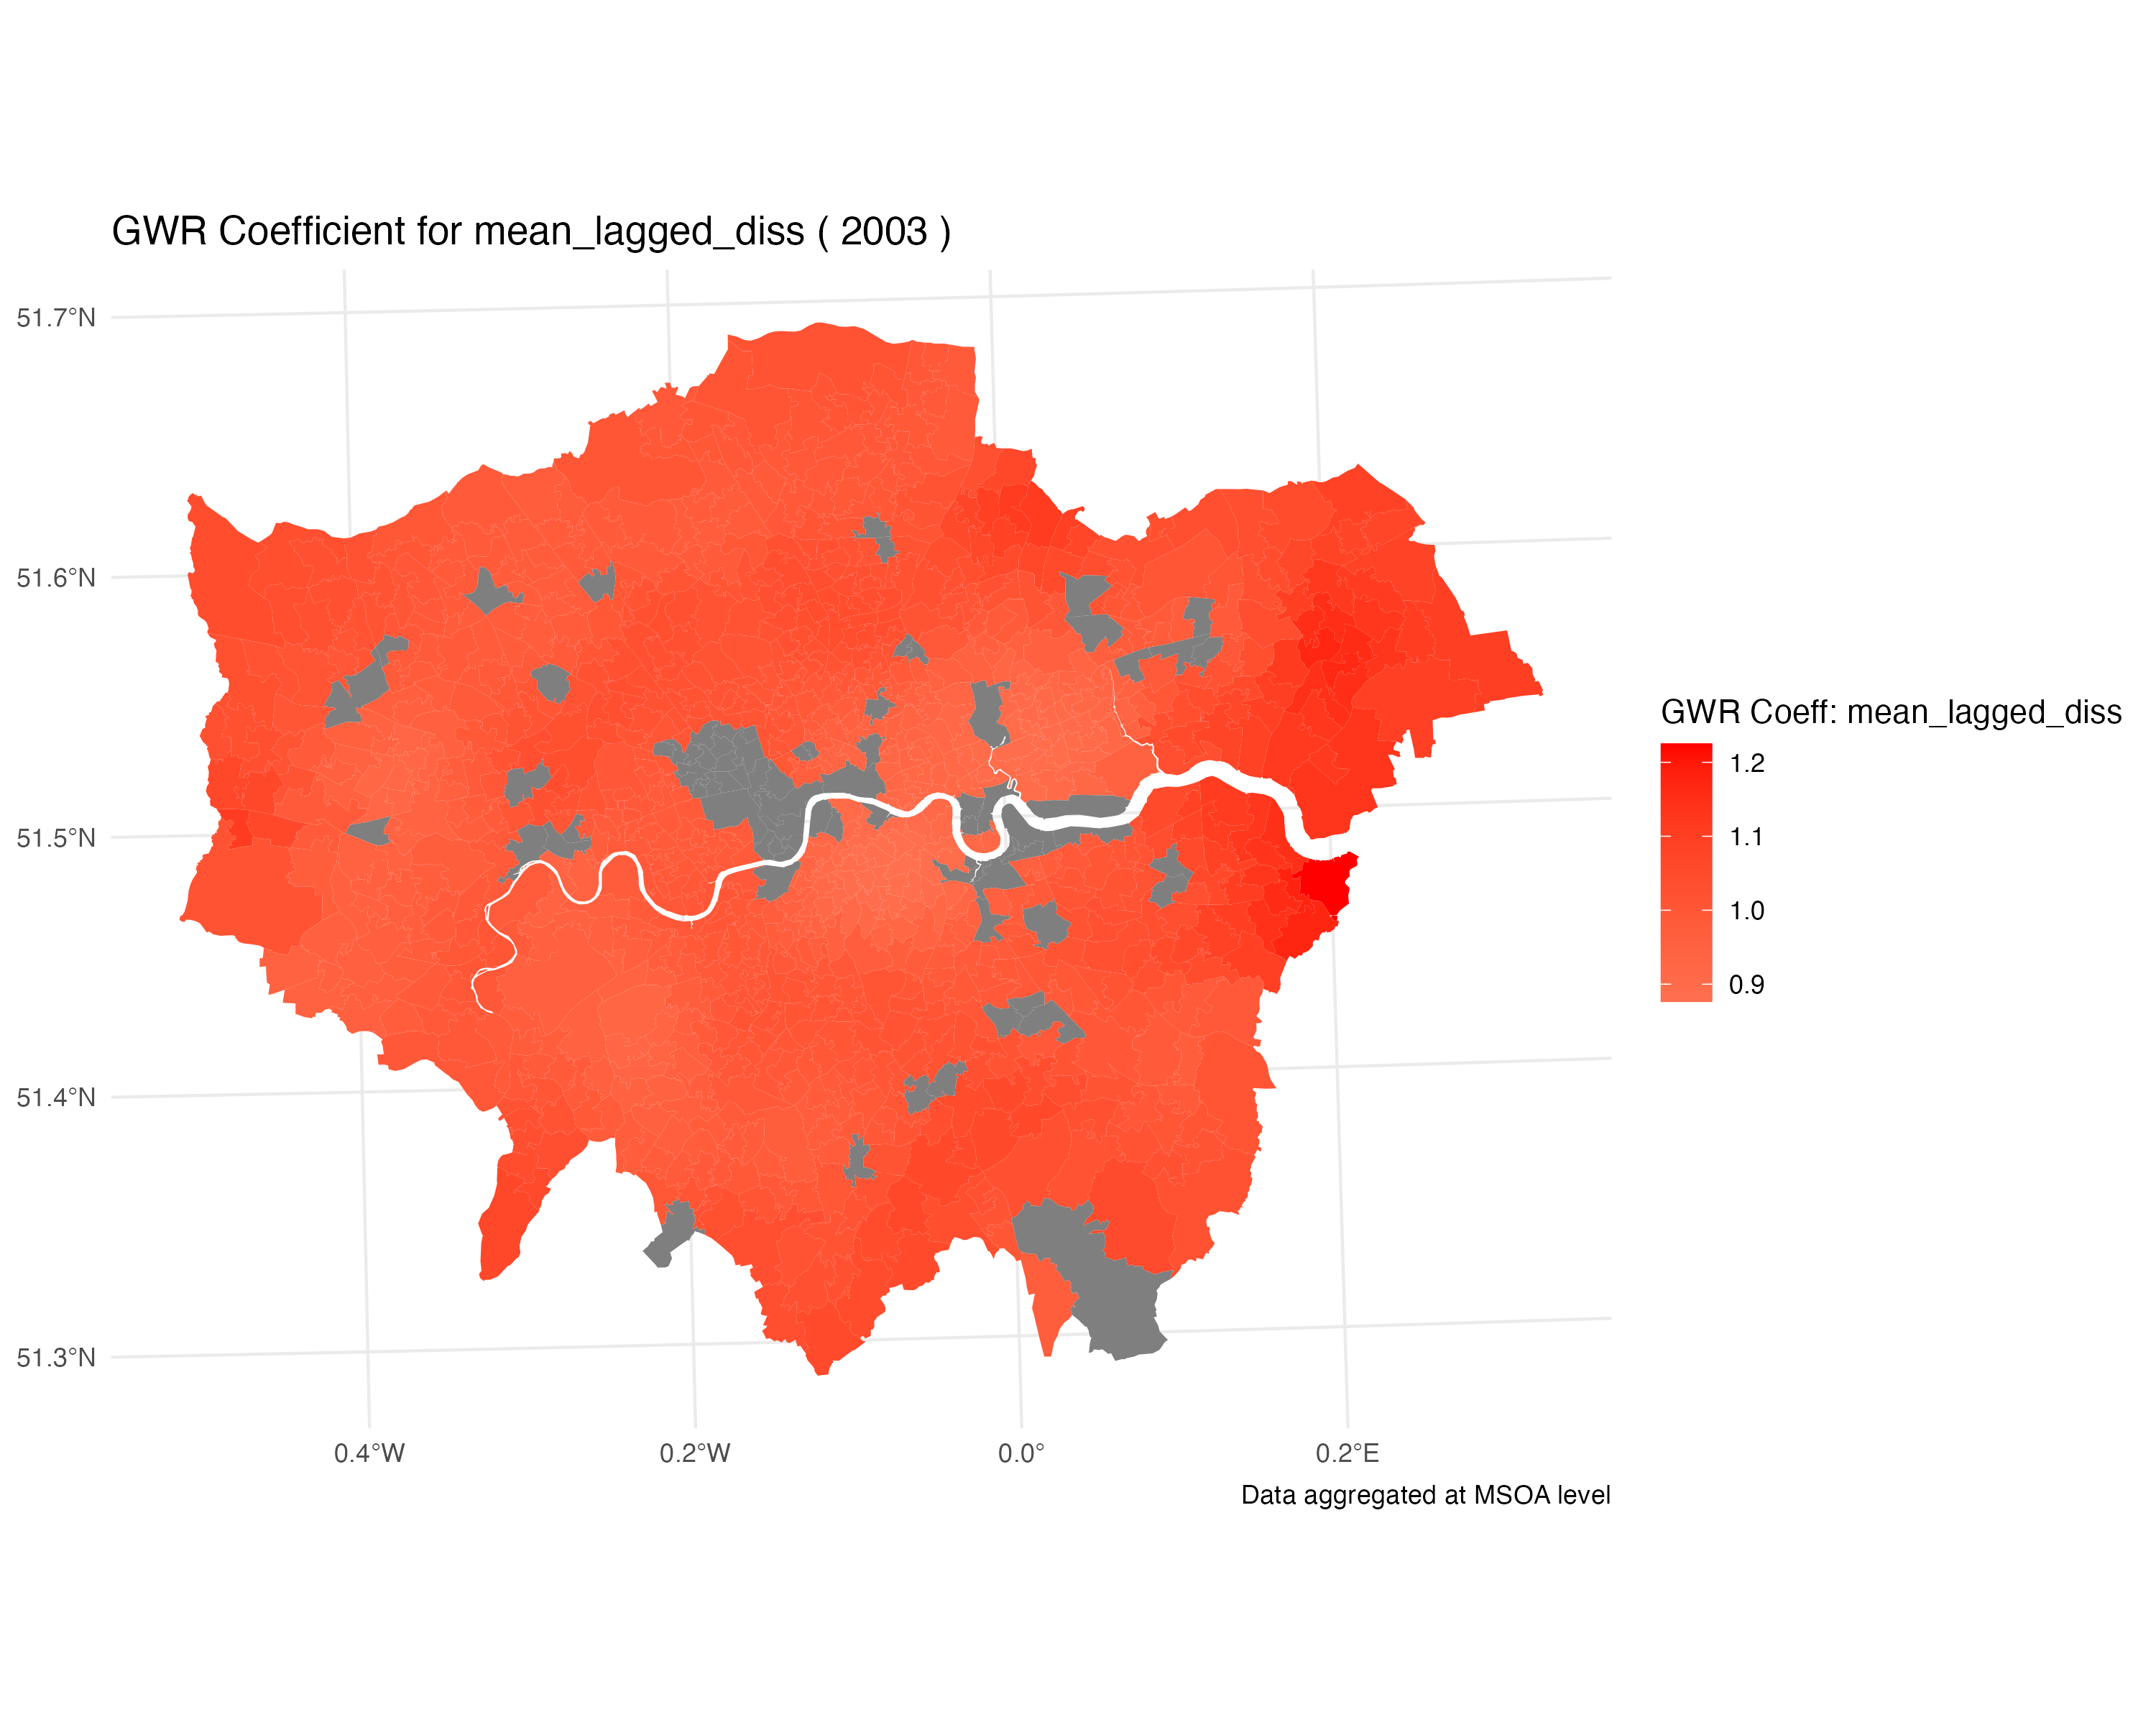 GWR Coefficient for mean_lagged_diss ( 2003 )
51.7°N
51.6°N
51.5°N
51.4°N
51.3°N
0.4°W
0.2°W
0.0°
0.2°E
GWR Coeff: mean_lagged_diss
1.2
1.1
1.0
0.9
Data aggregated at MSOA level